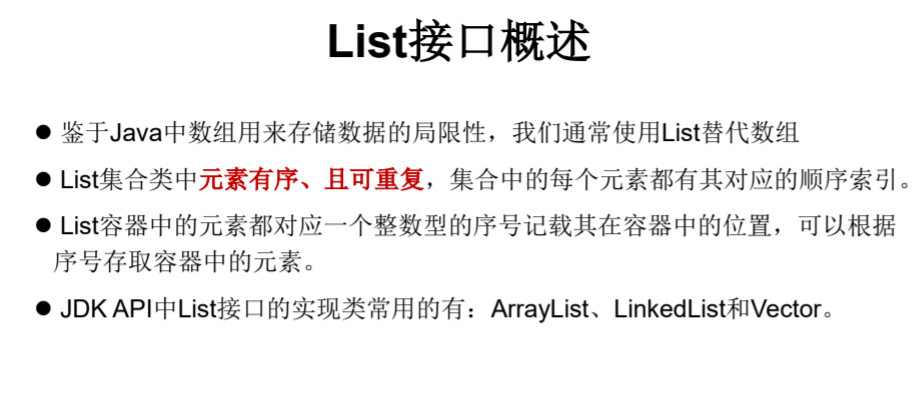 List接口概述
● 鉴于Java中数组用来存储数据的局限性，我们通常使用List替代数组
● List集合类中元素有序、且可重复，集合中的每个元素都有其对应的顺序索引。
● List容器中的元素都对应一个整数型的序号记载其在容器中的位置，可以根据
序号存取容器中的元素。
● JDK API中List接口的实现类常用的有：ArrayList、LinkedList和Vector。